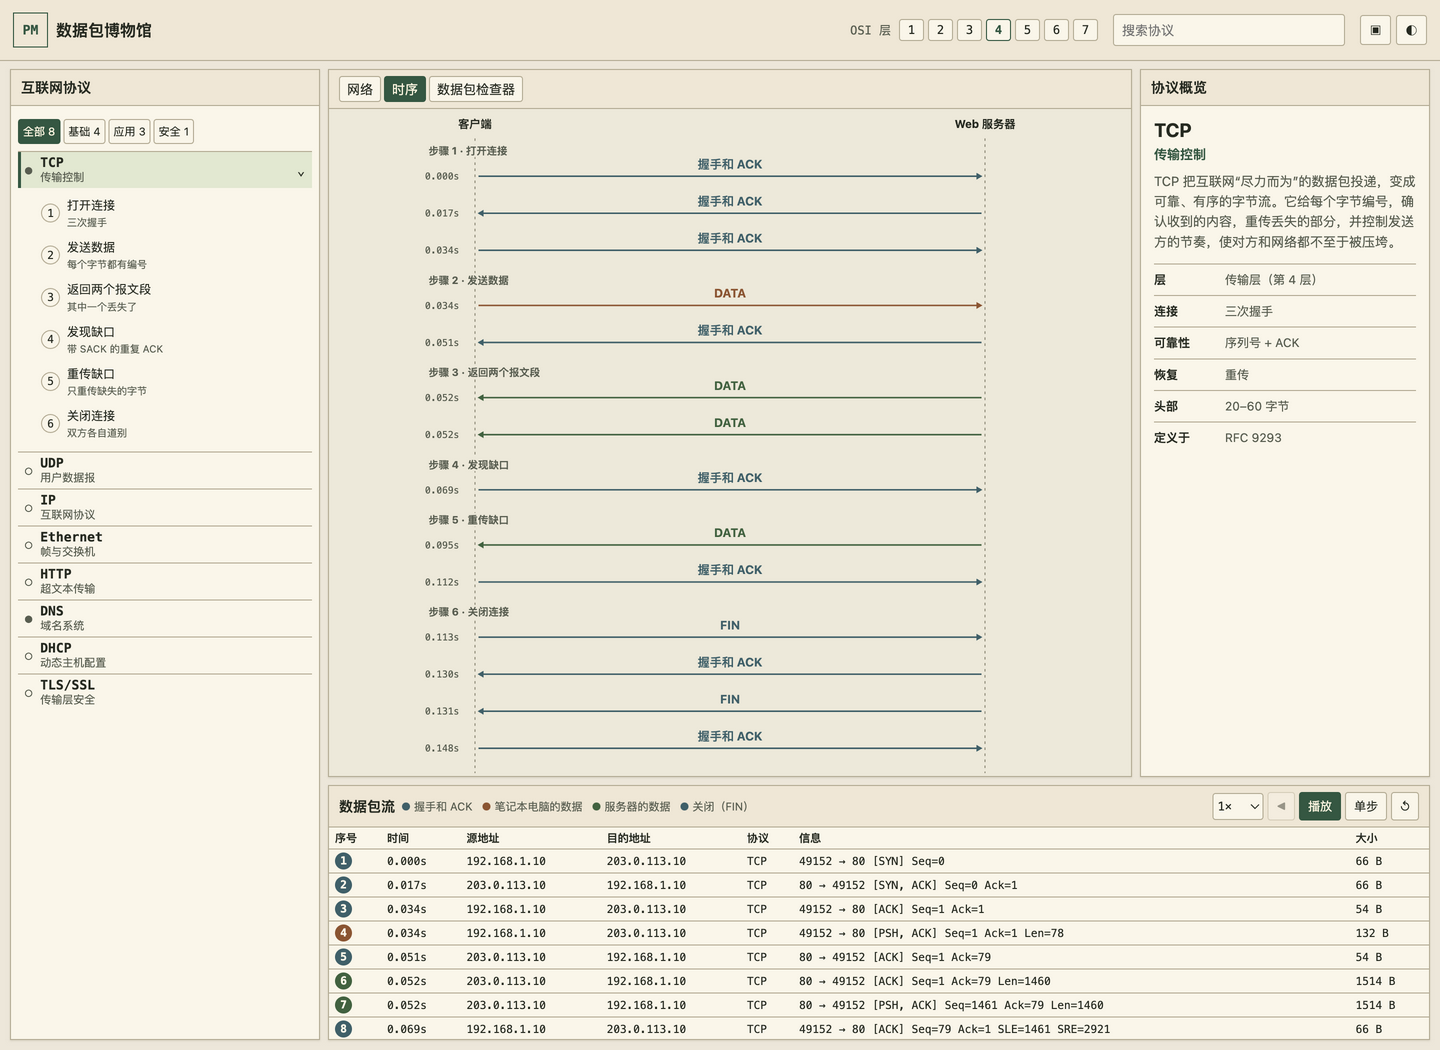 PM
数据包博物馆
OSI 层
1 2 3 4 5 6 7
搜索协议
互联网协议
全部 8
基础 4
应用 3
安全 1
TCP
传输控制
1
打开连接
三次握手
2
发送数据
每个字节都有编号
3
返回两个报文段
其中一个丢失了
4
发现缺口
带 SACK 的重复 ACK
5
重传缺口
只重传缺失的字节
6
关闭连接
双方各自道别
UDP
用户数据报
IP
互联网协议
Ethernet
帧与交换机
HTTP
超文本传输
DNS
域名系统
DHCP
动态主机配置
TLS/SSL
传输层安全
网络
时序
数据包检查器
客户端
Web 服务器
步骤 1 · 打开连接
握手和 ACK
0.000s
握手和 ACK
0.017s
握手和 ACK
0.034s
步骤 2 · 发送数据
DATA
0.034s
握手和 ACK
0.051s
步骤 3 · 返回两个报文段
DATA
0.052s
DATA
0.052s
步骤 4 · 发现缺口
握手和 ACK
0.069s
步骤 5 · 重传缺口
DATA
0.095s
握手和 ACK
0.112s
步骤 6 · 关闭连接
FIN
0.113s
握手和 ACK
0.130s
FIN
0.131s
握手和 ACK
0.148s
协议概览
TCP
传输控制
TCP 把互联网“尽力而为”的数据包投递，变成
可靠、有序的字节流。它给每个字节编号，确
认收到的内容，重传丢失的部分，并控制发送
方的节奏，使对方和网络都不至于被压垮。
层 传输层（第 4 层）
连接 三次握手
可靠性 序列号 + ACK
恢复 重传
头部 20–60 字节
定义于 RFC 9293
数据包流
握手和 ACK
笔记本电脑的数据
服务器的数据
关闭（FIN）
1×
播放
单步
序号 时间 源地址 目的地址 协议 信息 大小
1 0.000s 192.168.1.10 203.0.113.10 TCP 49152 → 80 [SYN] Seq=0 66 B
2 0.017s 203.0.113.10 192.168.1.10 TCP 80 → 49152 [SYN, ACK] Seq=0 Ack=1 66 B
3 0.034s 192.168.1.10 203.0.113.10 TCP 49152 → 80 [ACK] Seq=1 Ack=1 54 B
4 0.034s 192.168.1.10 203.0.113.10 TCP 49152 → 80 [PSH, ACK] Seq=1 Ack=1 Len=78 132 B
5 0.051s 203.0.113.10 192.168.1.10 TCP 80 → 49152 [ACK] Seq=1 Ack=79 54 B
6 0.052s 203.0.113.10 192.168.1.10 TCP 80 → 49152 [ACK] Seq=1 Ack=79 Len=1460 1514 B
7 0.052s 203.0.113.10 192.168.1.10 TCP 80 → 49152 [PSH, ACK] Seq=1461 Ack=79 Len=1460 1514 B
8 0.069s 192.168.1.10 203.0.113.10 TCP 49152 → 80 [ACK] Seq=79 Ack=1 SLE=1461 SRE=2921 66 B